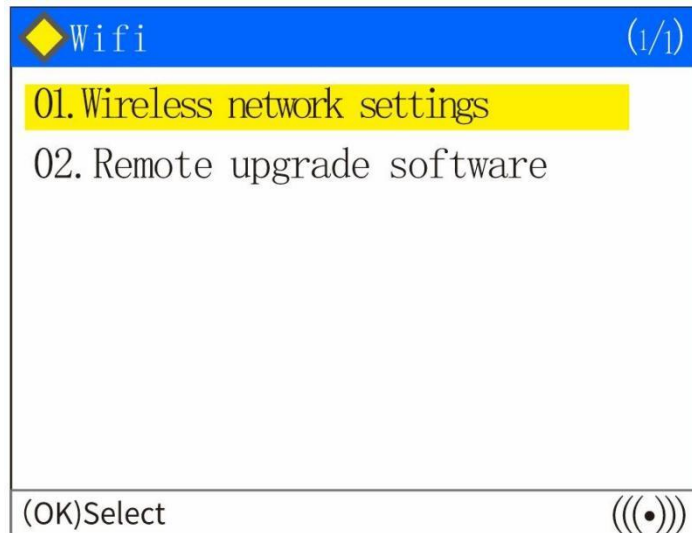 Wifi (1/1)
01.Wireless network settings
02.Remote upgrade software
(OK)Select